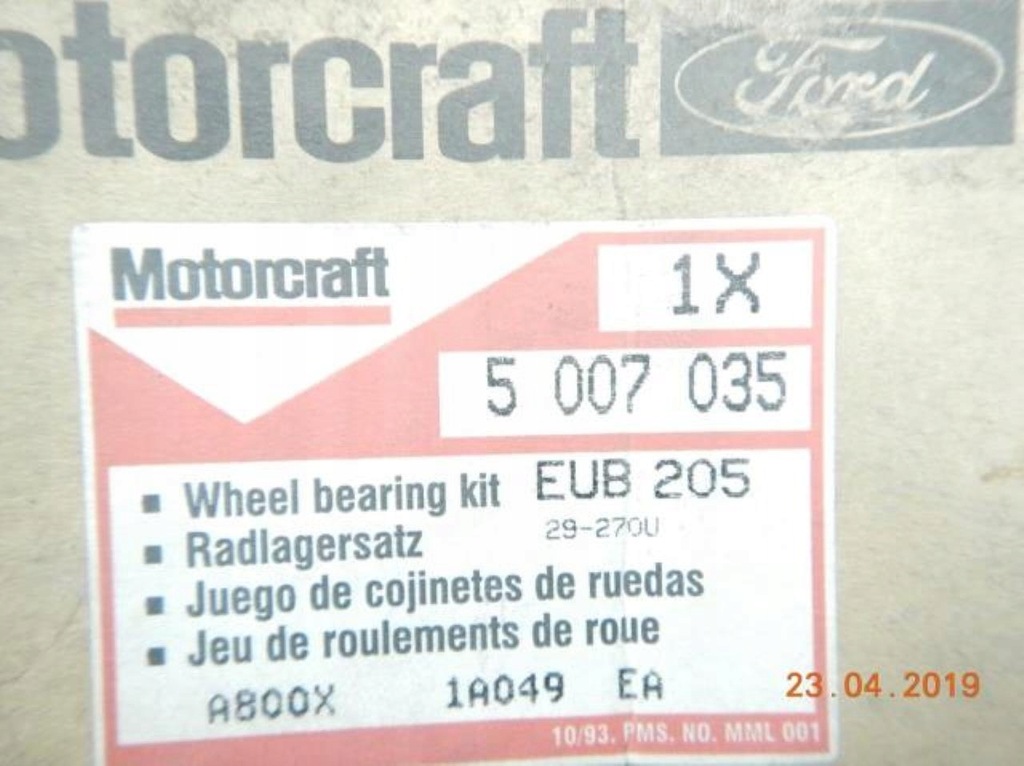 otorcraft Ford
Motorcraft
1X
5 007 035
▪ Wheel bearing kit EUB 205
29-270U
▪ Radlagersatz
▪ Juego de cojinetes de ruedas
▪ Jeu de roulements de roue
A800X 1A049 EA
10/93. PMS. NO. MML 001
23.04.2019